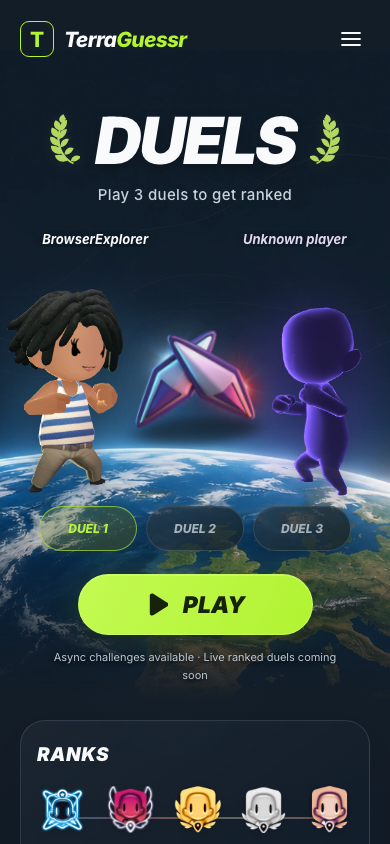 T TerraGuessr
DUELS
Play 3 duels to get ranked
BrowserExplorer Unknown player
DUEL 1 DUEL 2 DUEL 3
PLAY
Async challenges available · Live ranked duels coming
soon
RANKS